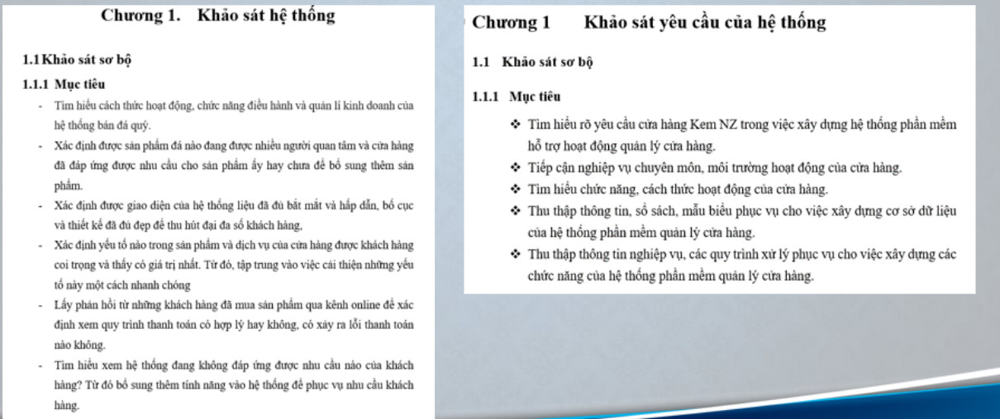 Chương 1. Khảo sát hệ thống
1.1 Khảo sát sơ bộ
1.1.1 Mục tiêu
- Tìm hiểu cách thức hoạt động, chức năng điều hành và quản lí kinh doanh của
hệ thống bán đá quý.
- Xác định được sản phẩm đá nào đang được nhiều người quan tâm và cửa hàng
đã đáp ứng được nhu cầu cho sản phẩm ấy hay chưa để bổ sung thêm sản
phẩm.
- Xác định được giao diện của hệ thống liệu đã đủ bắt mắt và hấp dẫn, bố cục
và thiết kế đã đủ đẹp để thu hút đại đa số khách hàng,
- Xác định yếu tố nào trong sản phẩm và dịch vụ của cửa hàng được khách hàng
coi trọng và thấy có giá trị nhất. Từ đó, tập trung vào việc cải thiện những yếu
tố này một cách nhanh chóng
- Lấy phản hồi từ những khách hàng đã mua sản phẩm qua kênh online để xác
định xem quy trình thanh toán có hợp lý hay không, có xảy ra lỗi thanh toán
nào không.
- Tìm hiểu xem hệ thống đang không đáp ứng được nhu cầu nào của khách
hàng? Từ đó bổ sung thêm tính năng vào hệ thống để phục vụ nhu cầu khách
hàng.
Chương 1 Khảo sát yêu cầu của hệ thống
1.1 Khảo sát sơ bộ
1.1.1 Mục tiêu
❖ Tìm hiểu rõ yêu cầu cửa hàng Kem NZ trong việc xây dựng hệ thống phần mềm
hỗ trợ hoạt động quản lý cửa hàng.
❖ Tiếp cận nghiệp vụ chuyên môn, môi trường hoạt động của cửa hàng.
❖ Tìm hiểu chức năng, cách thức hoạt động của cửa hàng.
❖ Thu thập thông tin, sổ sách, mẫu biểu phục vụ cho việc xây dựng cơ sở dữ liệu
của hệ thống phần mềm quản lý cửa hàng.
❖ Thu thập thông tin nghiệp vụ, các quy trình xử lý phục vụ cho việc xây dựng các
chức năng của hệ thống phần mềm quản lý cửa hàng.